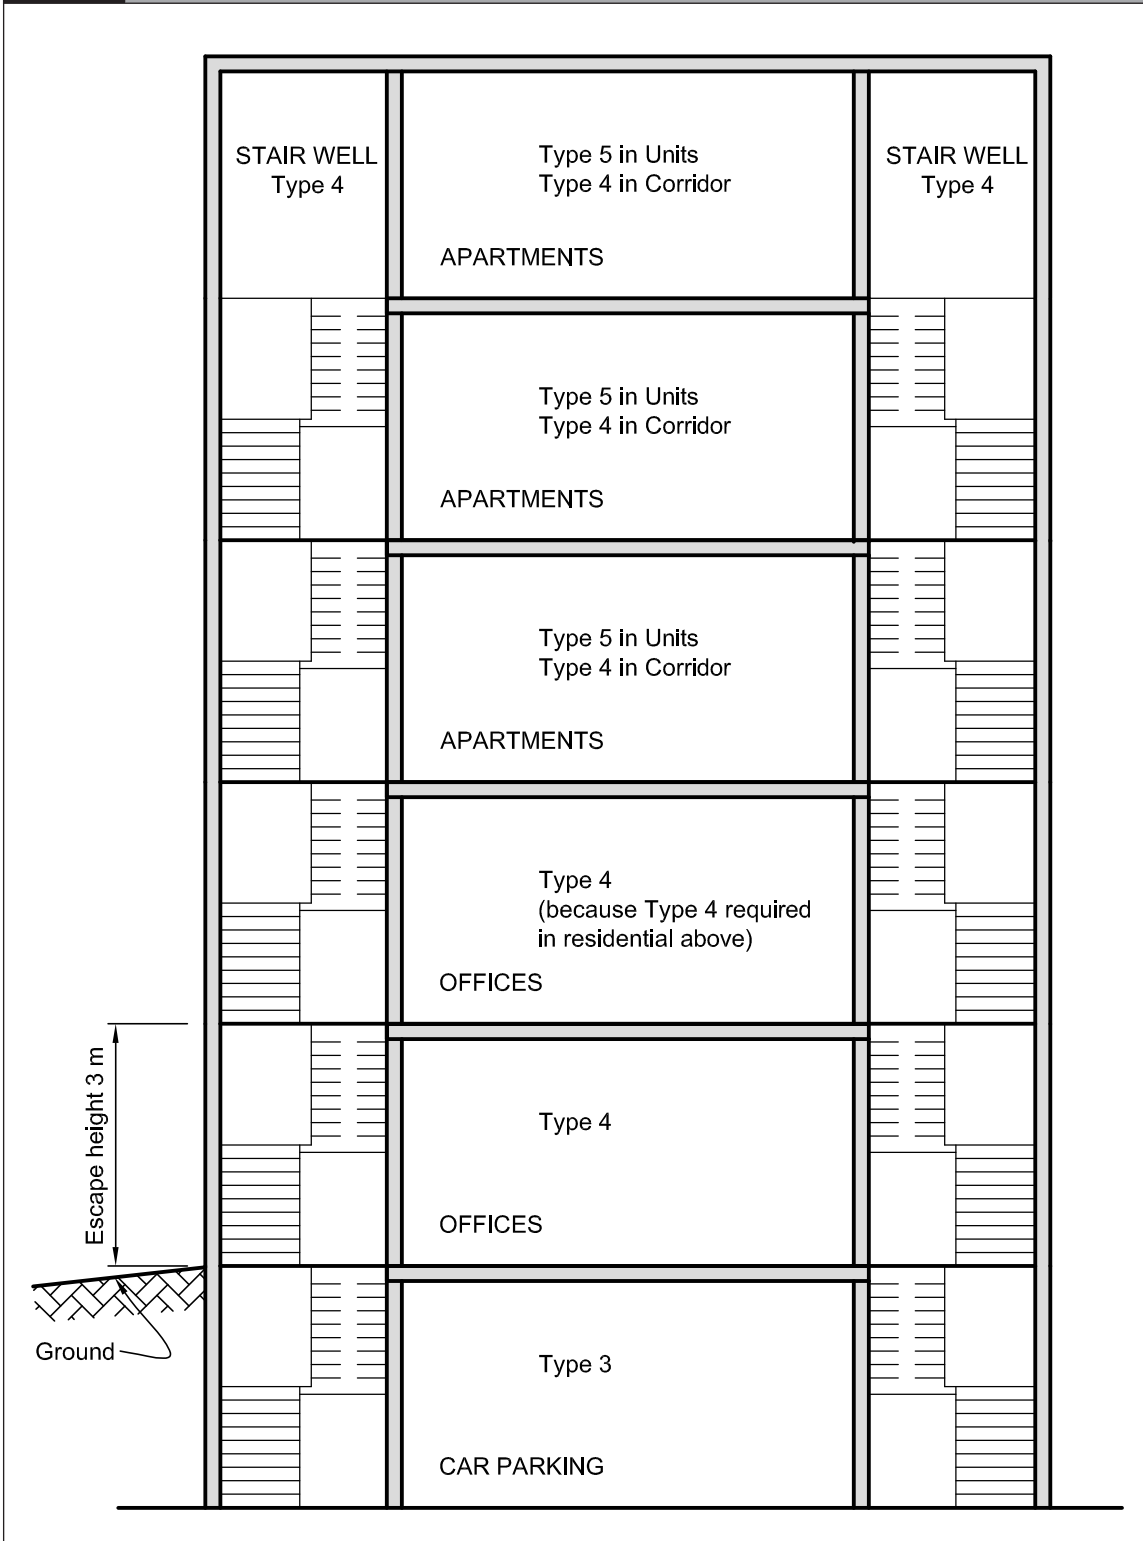 STAIR WELL
Type 4
Type 5 in Units
Type 4 in Corridor
APARTMENTS
STAIR WELL
Type 4
Type 5 in Units
Type 4 in Corridor
APARTMENTS
Type 5 in Units
Type 4 in Corridor
APARTMENTS
Type 4
(because Type 4 required
in residential above)
OFFICES
Escape height 3 m
Type 4
OFFICES
Ground
Type 3
CAR PARKING